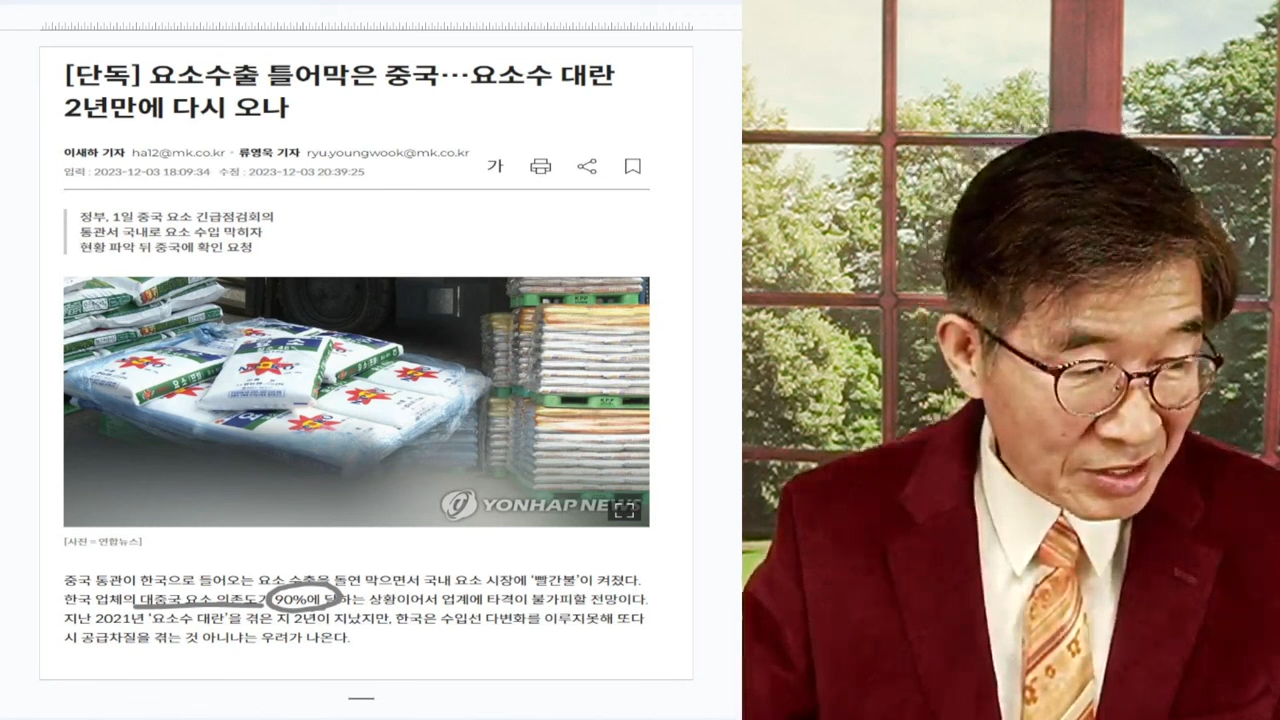 [단독] 요소수출 틀어막은 중국…요소수 대란
2년만에 다시 오나
이새하 기자 ha12@mk.co.kr · 류영욱 기자 ryu.youngwook@mk.co.kr
입력 : 2023-12-03 18:09:34 수정 : 2023-12-03 20:39:25
가
정부, 1일 중국 요소 긴급점검회의
통관서 국내로 요소 수입 막히자
현황 파악 뒤 중국에 확인 요청
요소
YONHAP NEWS
[사진 = 연합뉴스]
중국 통관이 한국으로 들어오는 요소 수출을 돌연 막으면서 국내 요소 시장에 '빨간불'이 켜졌다.
한국 업체의 대중국 요소 의존도가 90%에 달하는 상황이어서 업계에 타격이 불가피할 전망이다.
지난 2021년 '요소수 대란'을 겪은 지 2년이 지났지만, 한국은 수입선 다변화를 이루지못해 또다
시 공급차질을 겪는 것 아니냐는 우려가 나온다.